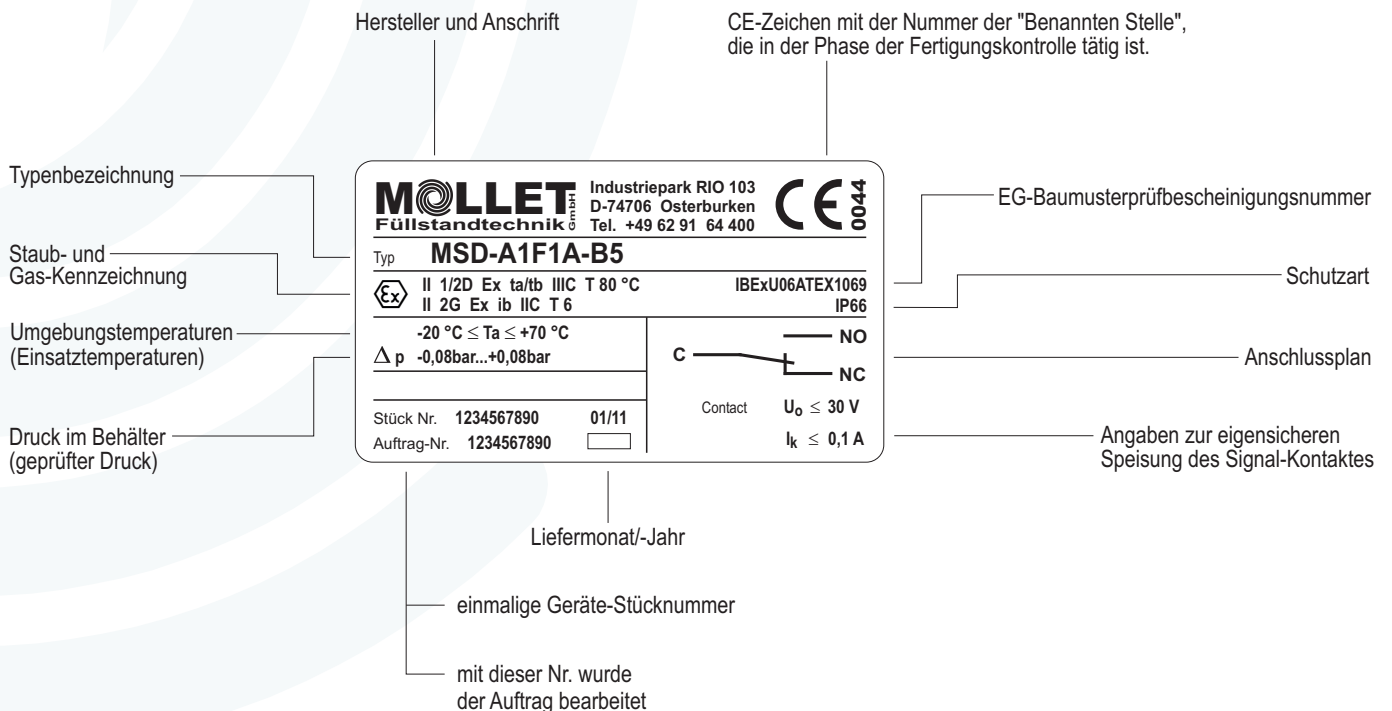 Hersteller und Anschrift
CE-Zeichen mit der Nummer der "Benannten Stelle",
die in der Phase der Fertigungskontrolle tätig ist.
Typenbezeichnung
Staub- und
Gas-Kennzeichnung
Umgebungstemperaturen
(Einsatztemperaturen)
Druck im Behälter
(geprüfter Druck)
MOLLET GmbH
Füllstandtechnik
Industriepark RIO 103
D-74706 Osterburken
Tel. +49 62 91 64 400
CE 0044
Typ MSD-A1F1A-B5
Ex II 1/2D Ex ta/tb IIIC T 80 °C
II 2G Ex ib IIC T 6
IBExU06ATEX1069
IP66
-20 °C ≤ Ta ≤ +70 °C
Δ p -0,08bar...+0,08bar
Stück Nr. 1234567890 01/11
Auftrag-Nr. 1234567890
NO
C
NC
Contact Uo ≤ 30 V
Ik ≤ 0,1 A
EG-Baumusterprüfbescheinigungsnummer
Schutzart
Anschlussplan
Angaben zur eigensicheren
Speisung des Signal-Kontaktes
Liefermonat/-Jahr
einmalige Geräte-Stücknummer
mit dieser Nr. wurde
der Auftrag bearbeitet